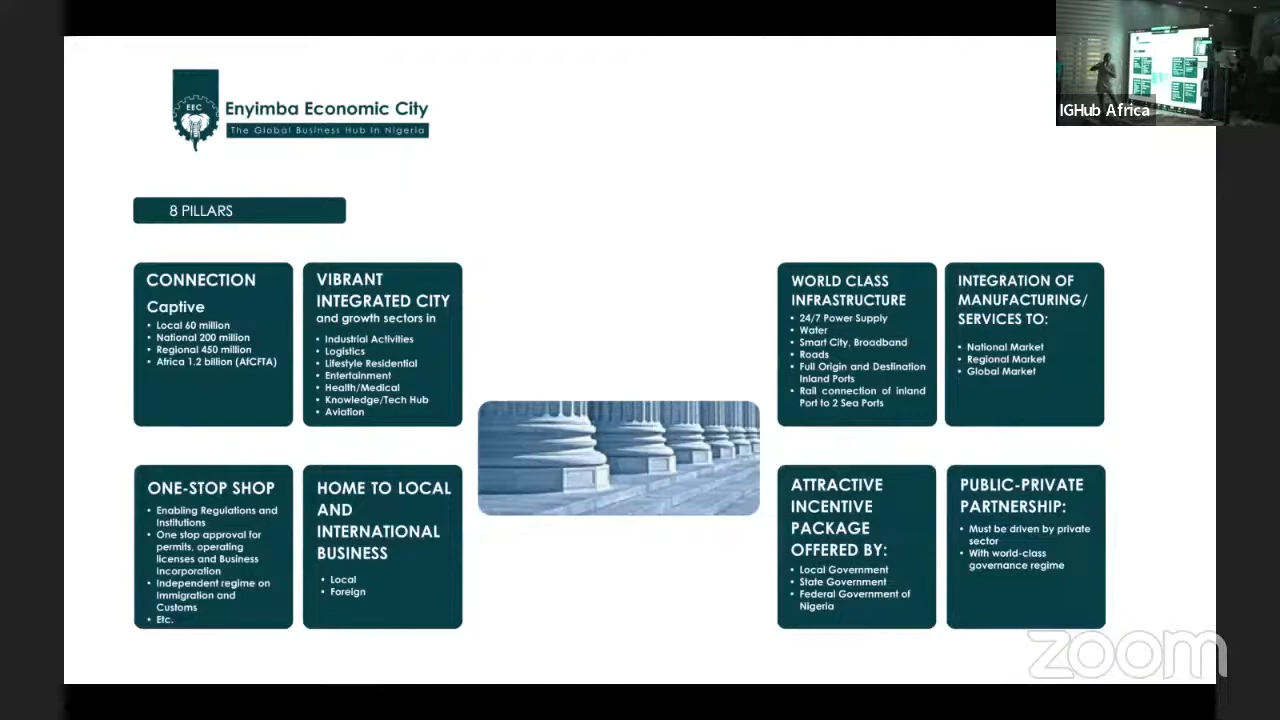 EEC
Enyimba Economic City
The Global Business Hub in Nigeria
IGHub Africa
8 PILLARS
CONNECTION
Captive
• Local 60 million
• National 200 million
• Regional 450 million
• Africa 1.2 billion (AfCFTA)
VIBRANT
INTEGRATED CITY
and growth sectors in
• Industrial Activities
• Logistics
• Lifestyle Residential
• Entertainment
• Health/Medical
• Knowledge/Tech Hub
• Aviation
WORLD CLASS
INFRASTRUCTURE
• 24/7 Power Supply
• Water
• Smart City, Broadband
• Roads
• Full Origin and Destination
Inland Ports
• Rail connection of inland
Port to 2 Sea Ports
INTEGRATION OF
MANUFACTURING/
SERVICES TO:
• National Market
• Regional Market
• Global Market
ONE-STOP SHOP
• Enabling Regulations and
Institutions
• One stop approval for
permits, operating
licenses and Business
Incorporation
• Independent regime on
Immigration and
Customs
• Etc.
HOME TO LOCAL
AND
INTERNATIONAL
BUSINESS
• Local
• Foreign
ATTRACTIVE
INCENTIVE
PACKAGE
OFFERED BY:
• Local Government
• State Government
• Federal Government of
Nigeria
PUBLIC-PRIVATE
PARTNERSHIP:
• Must be driven by private
sector
• With world-class
governance regime
zoom